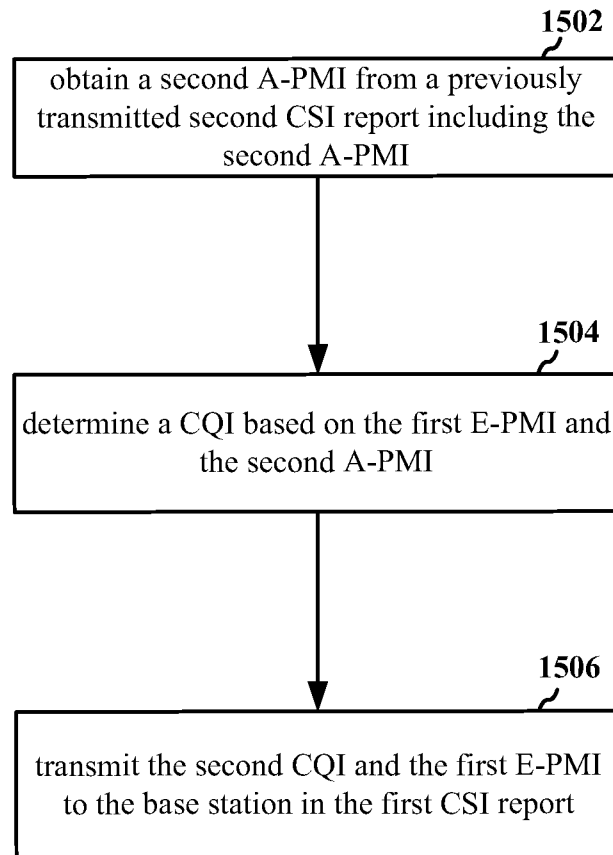 1502
obtain a second A-PMI from a previously
transmitted second CSI report including the
second A-PMI
1504
determine a CQI based on the first E-PMI and
the second A-PMI
1506
transmit the second CQI and the first E-PMI
to the base station in the first CSI report